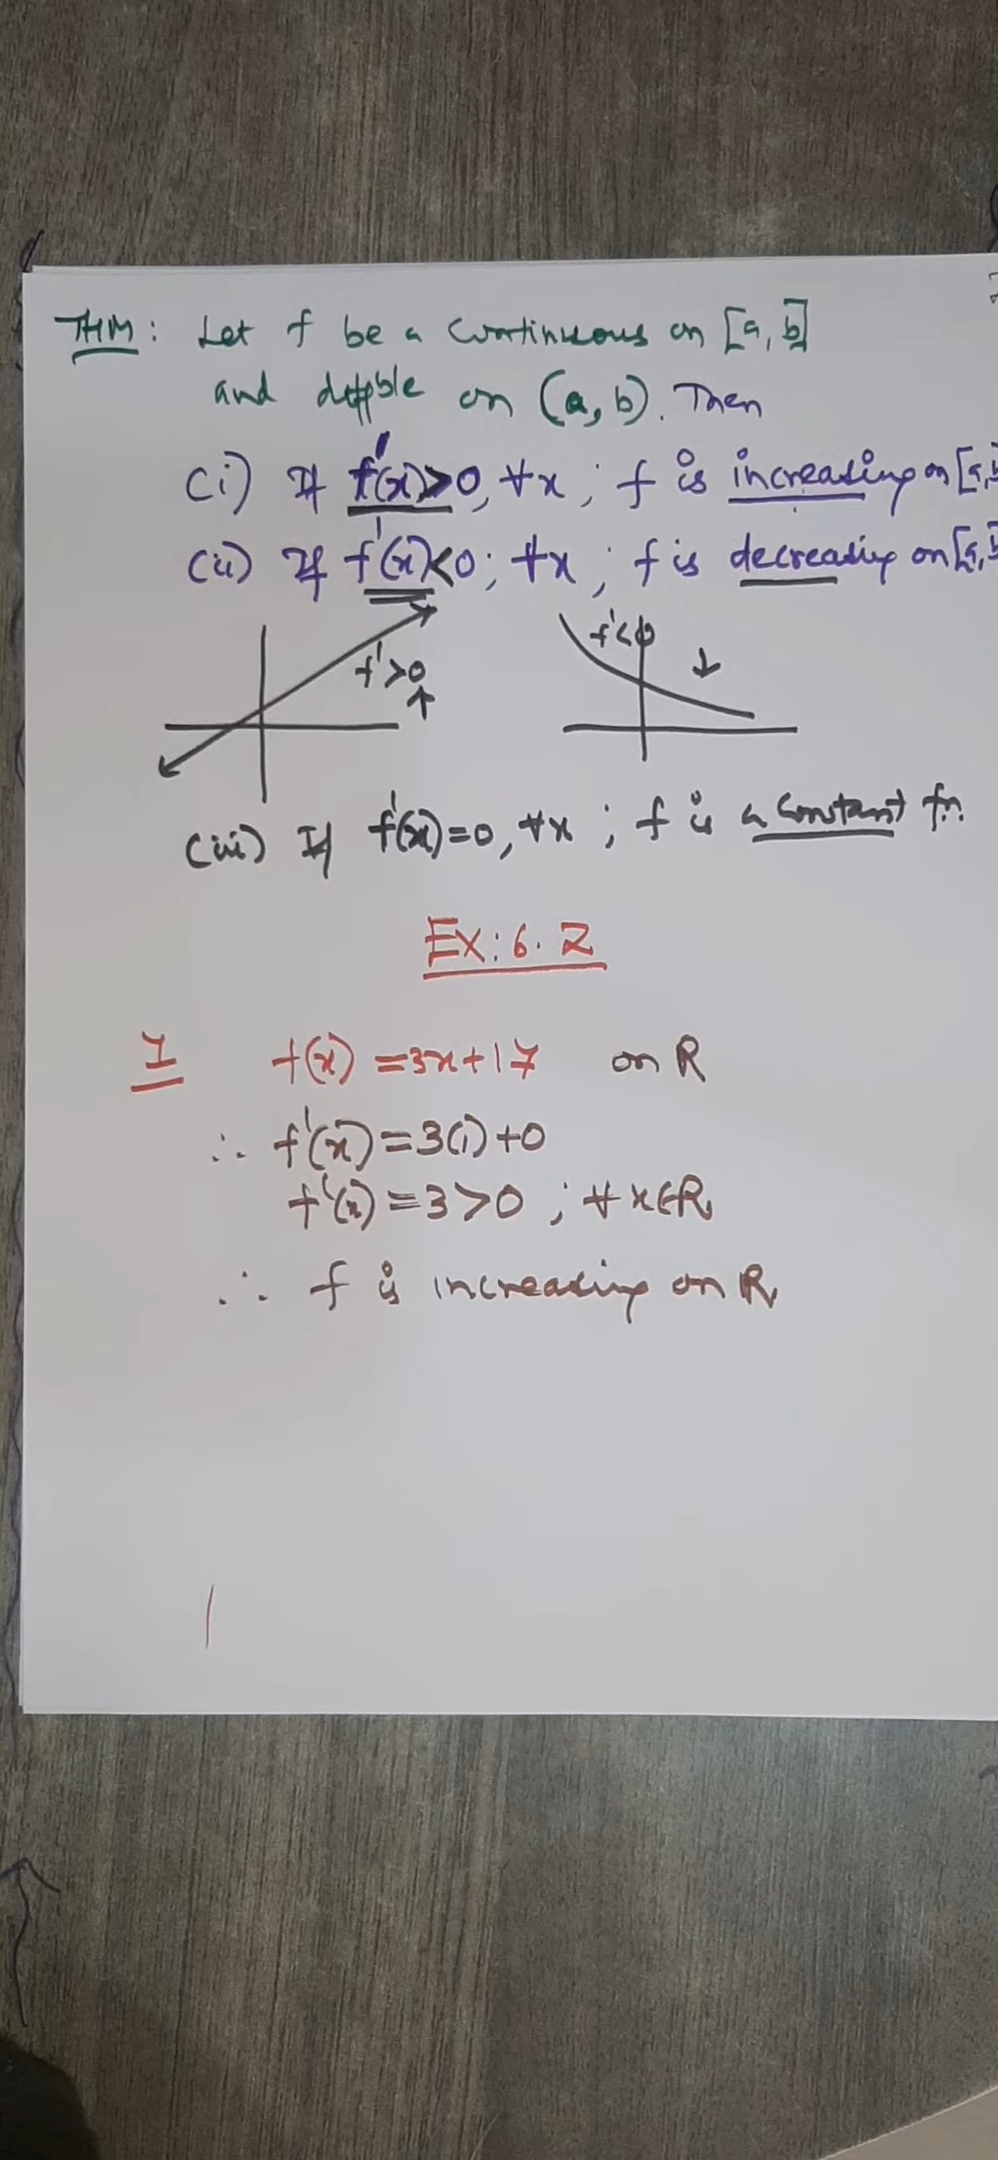 THM: Let f be a continuous on [a, b]
and diff'ble on (a, b). Then
(i) If f'(x)>0, ∀x ; f is increasing on [a,
(ii) If f'(x)<0; ∀x ; f is decreasing on [a,
f'>0 ↑
f'<0 ↓
(iii) If f'(x)=0, ∀x ; f is a constant fn.
EX: 6.2
1 f(x) =3x+17 on R
∴ f'(x) =3(1)+0
f'(x) =3>0 ; ∀ x∈R
∴ f is increasing on R